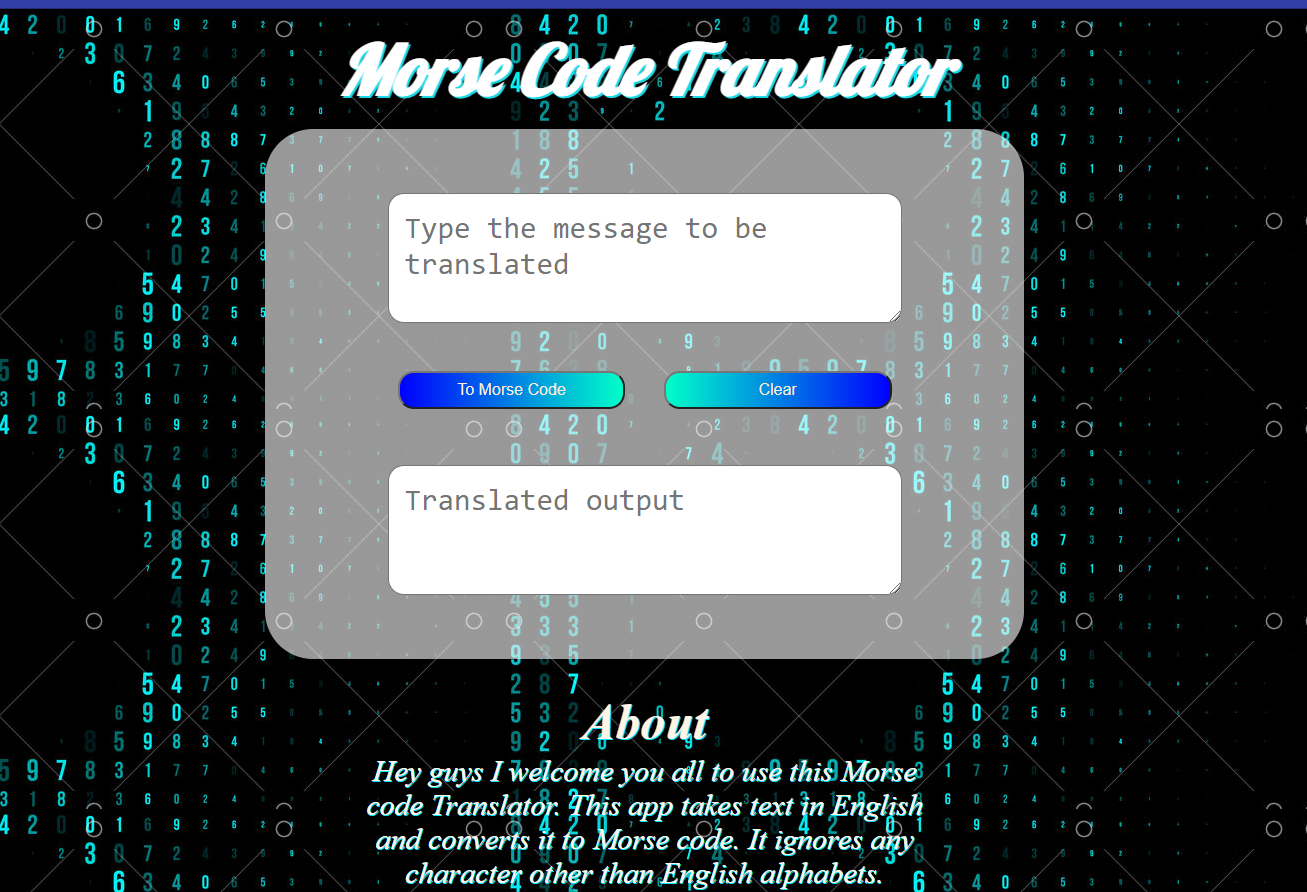 Morse Code Translator
Type the message to be
translated
To Morse Code
Clear
Translated output
About
Hey guys I welcome you all to use this Morse
code Translator. This app takes text in English
and converts it to Morse code. It ignores any
character other than English alphabets.